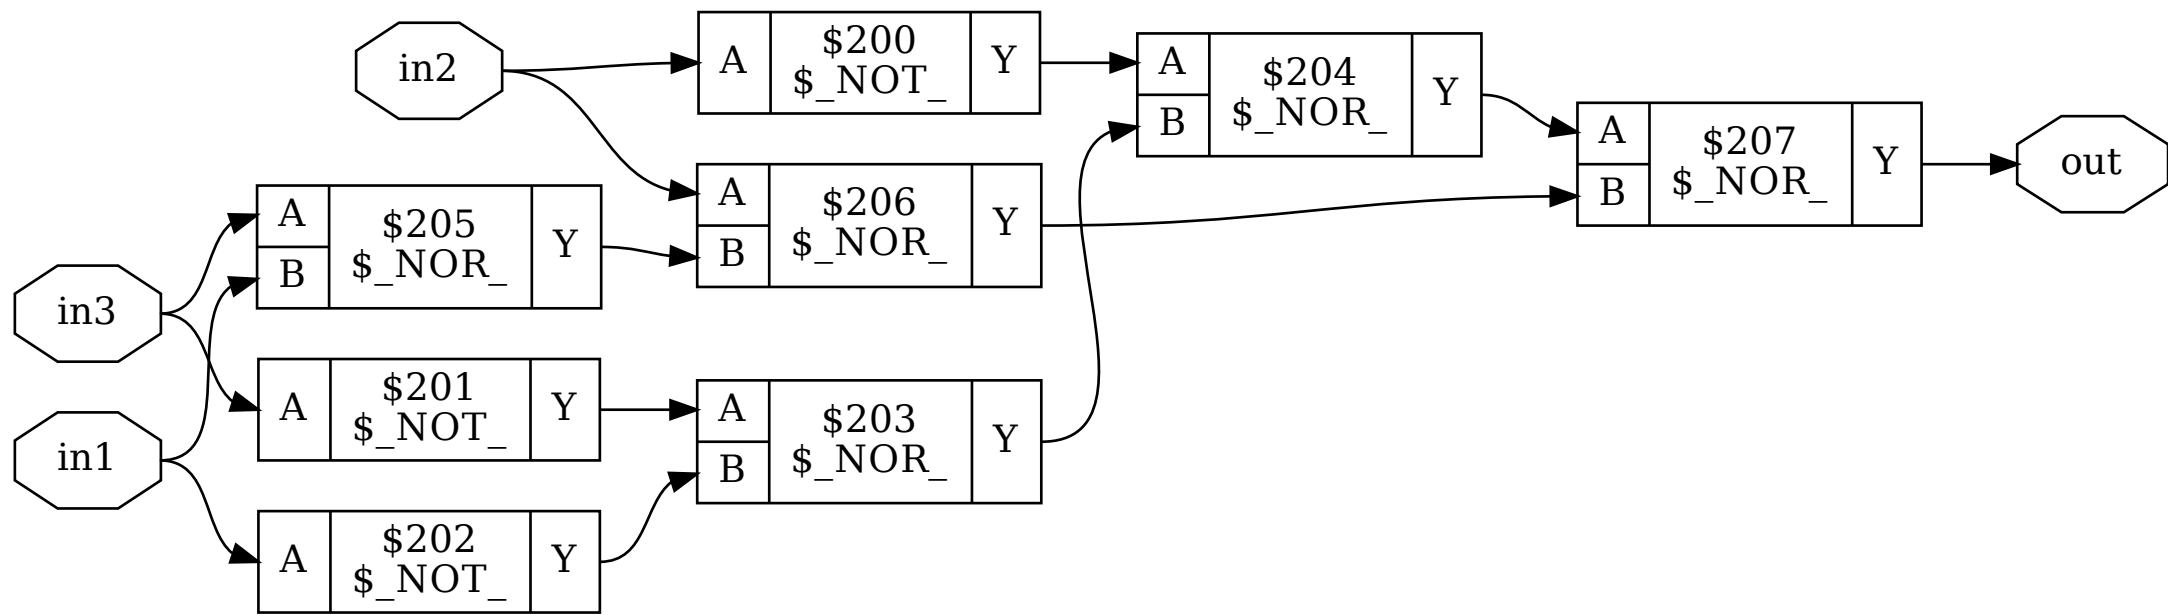 in2
A
$200
$_NOT_
Y
A
B
$204
$_NOR_
Y
A
B
$207
$_NOR_
Y
out
A
B
$206
$_NOR_
Y
A
B
$205
$_NOR_
Y
in3
A
$201
$_NOT_
Y
A
B
$203
$_NOR_
Y
in1
A
$202
$_NOT_
Y